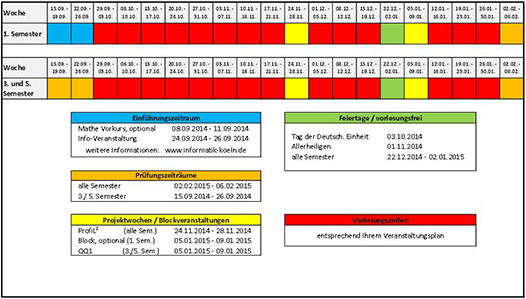 Woche 15.09.- 22.09.- 29.09.- 06.10.- 13.10.- 20.10.- 27.10.- 03.11.- 10.11.- 17.11.- 24.11.- 01.12.- 08.12.- 15.12.- 22.12.- 05.01.- 12.01.- 19.01.- 26.01.- 02.02.-
19.09. 26.09. 03.10. 10.10. 17.10. 24.10. 31.10. 07.11. 14.11. 21.11. 28.11. 05.12. 12.12. 19.12. 02.01. 09.01. 16.01. 23.01. 30.01. 06.02.
1. Semester
Woche 15.09.- 22.09.- 29.09.- 06.10.- 13.10.- 20.10.- 27.10.- 03.11.- 10.11.- 17.11.- 24.11.- 01.12.- 08.12.- 15.12.- 22.12.- 05.01.- 12.01.- 19.01.- 26.01.- 02.02.-
19.09. 26.09. 03.10. 10.10. 17.10. 24.10. 31.10. 07.11. 14.11. 21.11. 28.11. 05.12. 12.12. 19.12. 02.01. 09.01. 16.01. 23.01. 30.01. 06.02.
3. und 5.
Semester
Einführungszeitraum
Mathe Vorkurs, optional 08.09.2014 - 11.09.2014
Info-Veranstaltung 24.09.2014 - 26.09.2014
weitere Informationen: www.informatik-koeln.de
Feiertage / vorlesungsfrei
Tag der Deutsch. Einheit 03.10.2014
Allerheiligen 01.11.2014
alle Semester 22.12.2014 - 02.01.2015
Prüfungszeiträume
alle Semester 02.02.2015 - 06.02.2015
3./ 5. Semester 15.09.2014 - 26.09.2014
Projektwochen / Blockveranstaltungen
Profil² (alle Sem.) 24.11.2014 - 28.11.2014
Block, optional (1. Sem.) 05.01.2015 - 09.01.2015
QQ1 (3./5. Sem.) 05.01.2015 - 09.01.2015
Vorlesungszeiten
entsprechend Ihrem Veranstaltungsplan